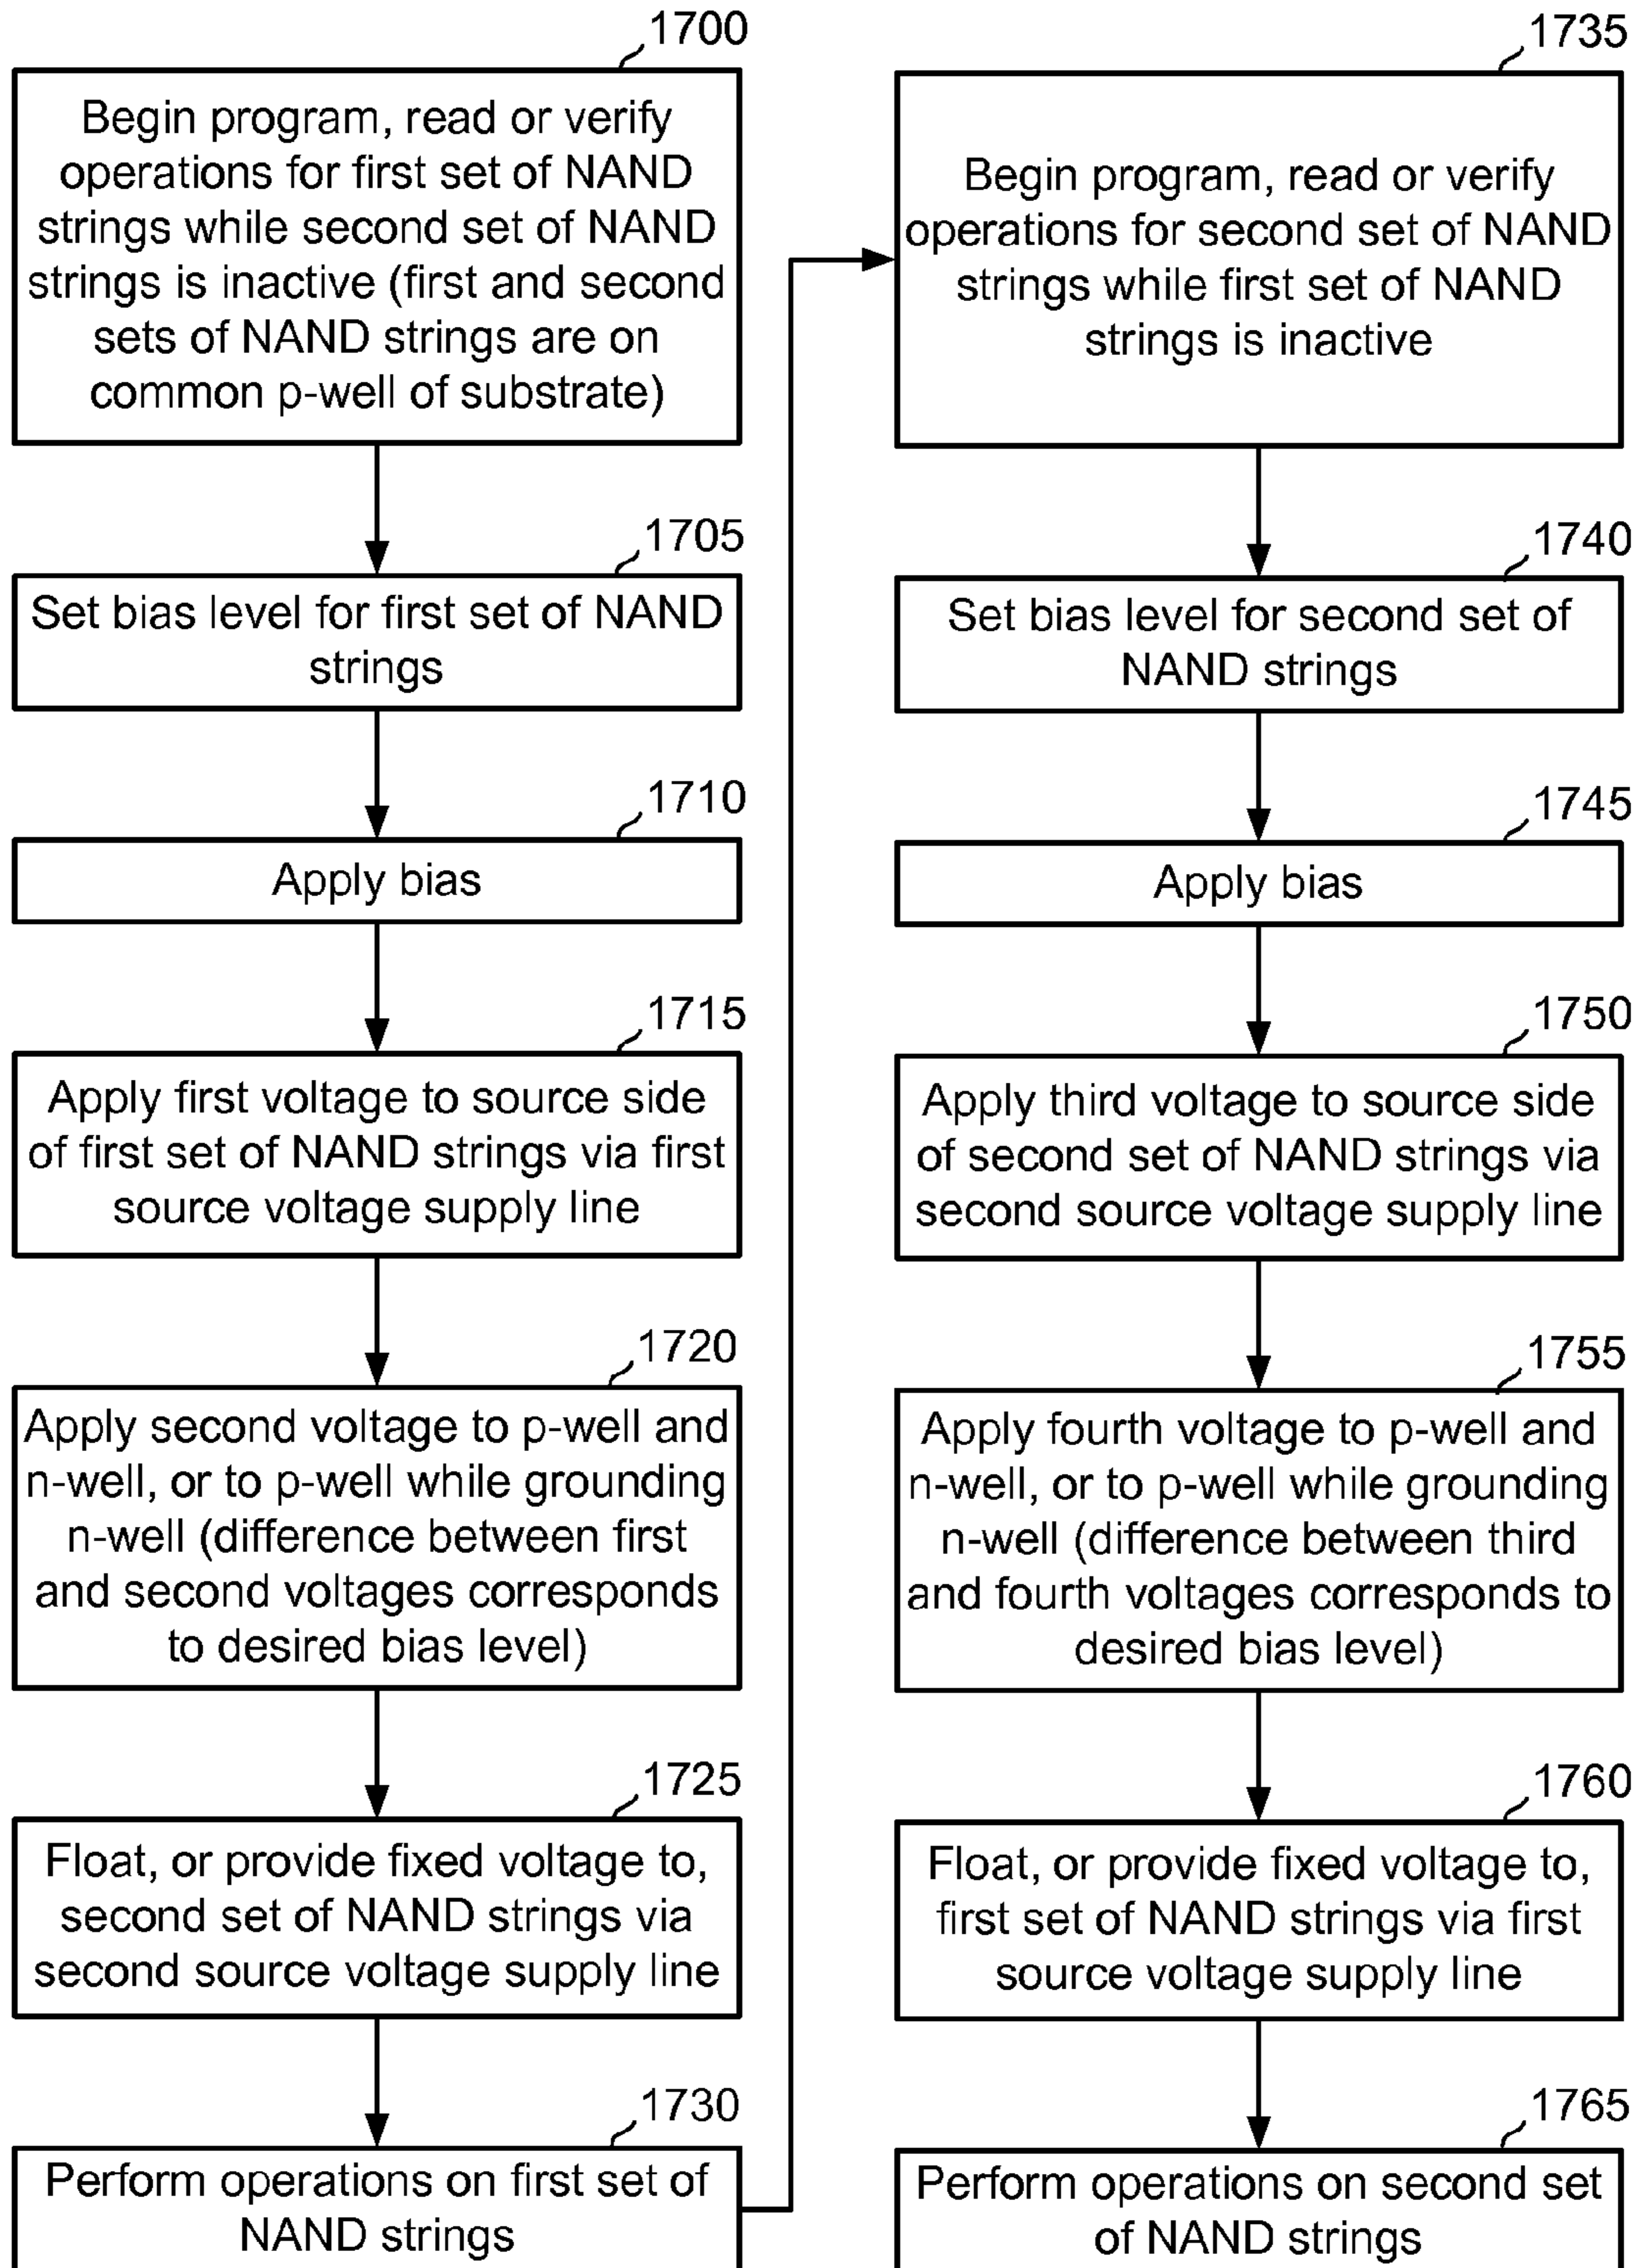 1700
Begin program, read or verify
operations for first set of NAND
strings while second set of NAND
strings is inactive (first and second
sets of NAND strings are on
common p-well of substrate)
1705
Set bias level for first set of NAND
strings
1710
Apply bias
1715
Apply first voltage to source side
of first set of NAND strings via first
source voltage supply line
1720
Apply second voltage to p-well and
n-well, or to p-well while grounding
n-well (difference between first
and second voltages corresponds
to desired bias level)
1725
Float, or provide fixed voltage to,
second set of NAND strings via
second source voltage supply line
1730
Perform operations on first set of
NAND strings
1735
Begin program, read or verify
operations for second set of NAND
strings while first set of NAND
strings is inactive
1740
Set bias level for second set of
NAND strings
1745
Apply bias
1750
Apply third voltage to source side
of second set of NAND strings via
second source voltage supply line
1755
Apply fourth voltage to p-well and
n-well, or to p-well while grounding
n-well (difference between third
and fourth voltages corresponds to
desired bias level)
1760
Float, or provide fixed voltage to,
first set of NAND strings via first
source voltage supply line
1765
Perform operations on second set
of NAND strings